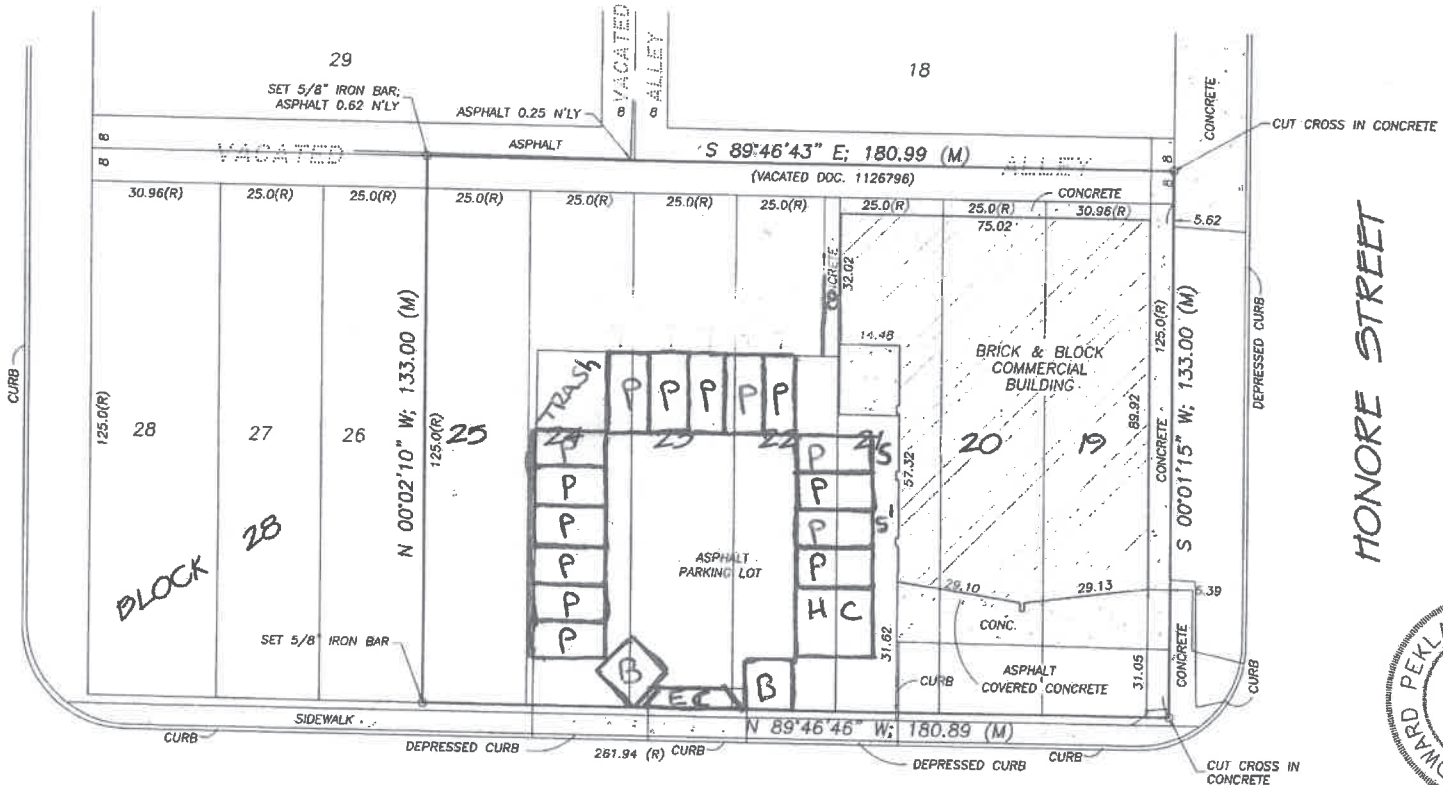 VACATED
ALLEY
29
18
SET 5/8" IRON BAR;
ASPHALT 0.62 N'LY
ASPHALT 0.25 N'LY
8
8
CONCRETE
CUT CROSS IN CONCRETE
8
8
VACATED
ASPHALT
S 89°46'43" E; 180.99 (M)
ALLEY
8
8
(VACATED DOC. 1126796)
30.96(R)
25.0(R)
25.0(R)
25.0(R)
25.0(R)
25.0(R)
25.0(R)
25.0(R)
25.0(R)
CONCRETE
30.96(R)
75.02
5.62
CONCRETE
32.02
HONORE STREET
CURB
125.0(R)
N 00°02'10" W; 133.00 (M)
125.0(R)
14.48
BRICK & BLOCK
COMMERCIAL
BUILDING
125.0(R)
S 00°01'15" W; 133.00 (M)
DEPRESSED CURB
TRASH
P
P
P
P
P
28
27
26
25
24
23
22
21
20
19
89.92
CONCRETE
57.32
P
P
S
P
P
P
P
S'
P
P
BLOCK
28
ASPHALT
PARKING LOT
P
P
H C
29.10
29.13
5.39
CONC.
P
SET 5/8" IRON BAR
31.62
B
B
EC
CURB
ASPHALT
COVERED CONCRETE
31.05
CONCRETE
CURB
SIDEWALK
N 89°46'46" W; 180.89 (M)
CURB
DEPRESSED CURB
261.94 (R)
CURB
DEPRESSED CURB
CURB
CUT CROSS IN
CONCRETE